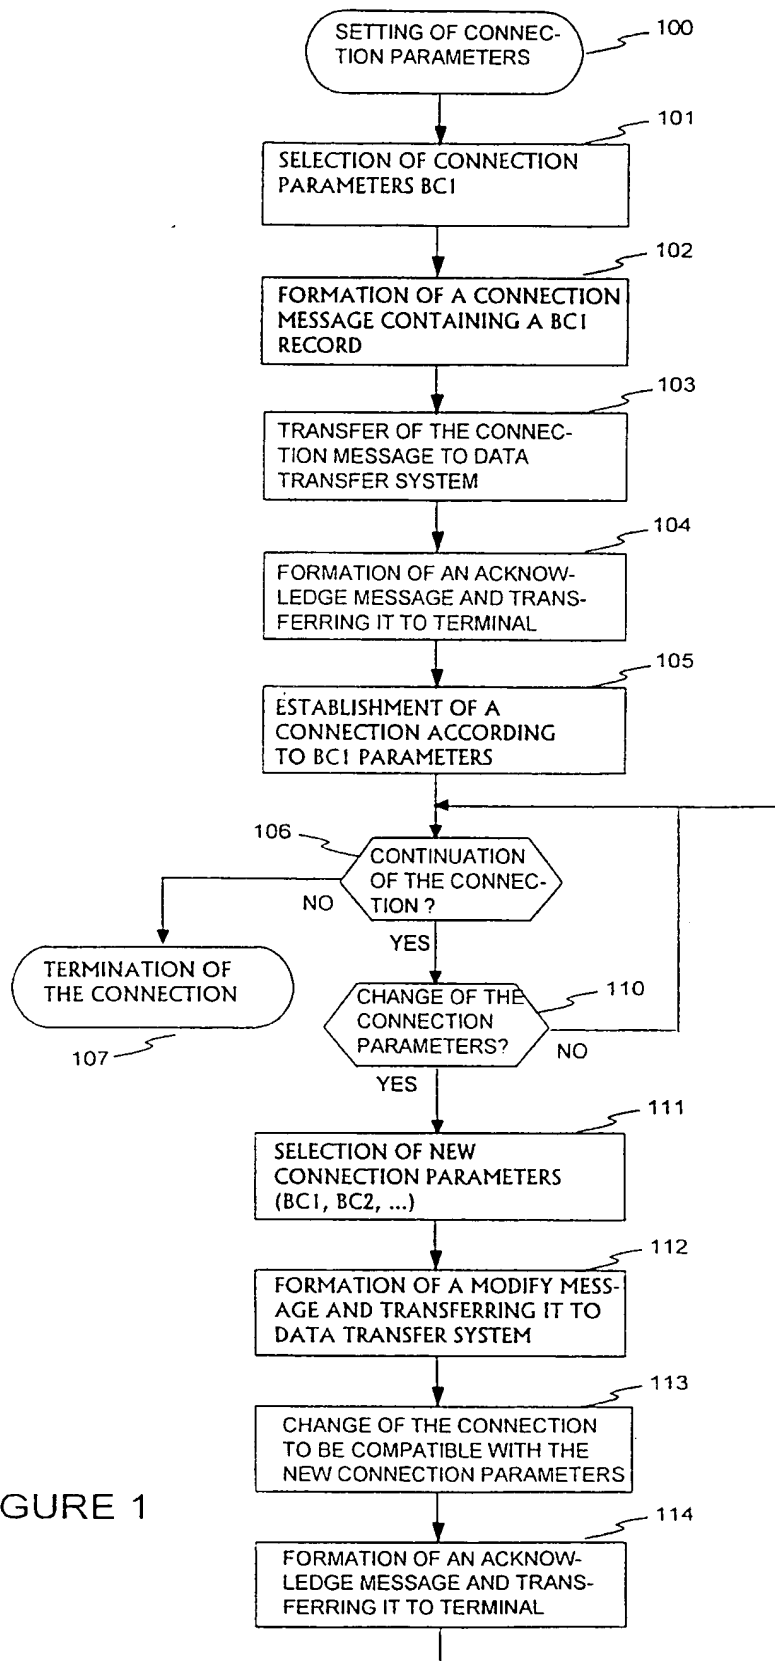 SETTING OF CONNEC-
TION PARAMETERS
100
101
SELECTION OF CONNECTION
PARAMETERS BC1
102
FORMATION OF A CONNECTION
MESSAGE CONTAINING A BC1
RECORD
103
TRANSFER OF THE CONNEC-
TION MESSAGE TO DATA
TRANSFER SYSTEM
104
FORMATION OF AN ACKNOW-
LEDGE MESSAGE AND TRANS-
FERRING IT TO TERMINAL
105
ESTABLISHMENT OF A
CONNECTION ACCORDING
TO BC1 PARAMETERS
106
CONTINUATION
OF THE CONNEC-
TION ?
NO
YES
TERMINATION OF
THE CONNECTION
107
CHANGE OF THE
CONNECTION
PARAMETERS?
110
NO
YES
111
SELECTION OF NEW
CONNECTION PARAMETERS
(BC1, BC2, ...)
112
FORMATION OF A MODIFY MESS-
AGE AND TRANSFERRING IT TO
DATA TRANSFER SYSTEM
113
CHANGE OF THE CONNECTION
TO BE COMPATIBLE WITH THE
NEW CONNECTION PARAMETERS
GURE 1
114
FORMATION OF AN ACKNOW-
LEDGE MESSAGE AND TRANS-
FERRING IT TO TERMINAL